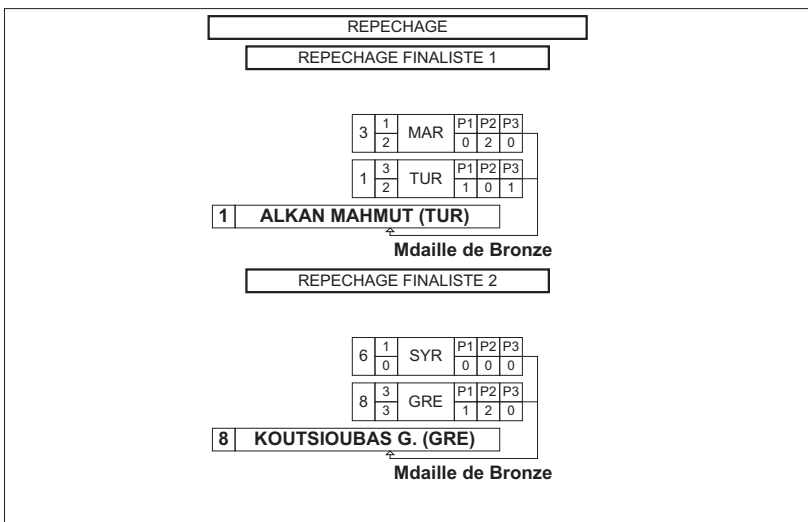 REPECHAGE
REPECHAGE FINALISTE 1
3 1 MAR P1 P2 P3
2 0 2 0
1 3 TUR P1 P2 P3
2 1 0 1
1 ALKAN MAHMUT (TUR)
Mdaille de Bronze
REPECHAGE FINALISTE 2
6 1 SYR P1 P2 P3
0 0 0 0
8 3 GRE P1 P2 P3
3 1 2 0
8 KOUTSIOUBAS G. (GRE)
Mdaille de Bronze